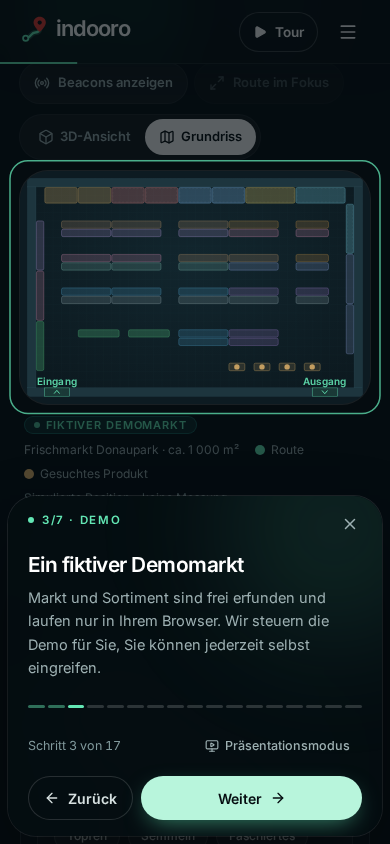 indooro
Tour
Beacons anzeigen
Route im Fokus
3D-Ansicht
Grundriss
Eingang
Ausgang
FIKTIVER DEMOMARKT
Frischmarkt Donaupark · ca. 1 000 m² Route
Gesuchtes Produkt
3/7 · DEMO
Ein fiktiver Demomarkt
Markt und Sortiment sind frei erfunden und
laufen nur in Ihrem Browser. Wir steuern die
Demo für Sie, Sie können jederzeit selbst
eingreifen.
Schritt 3 von 17
Präsentationsmodus
Zurück
Weiter